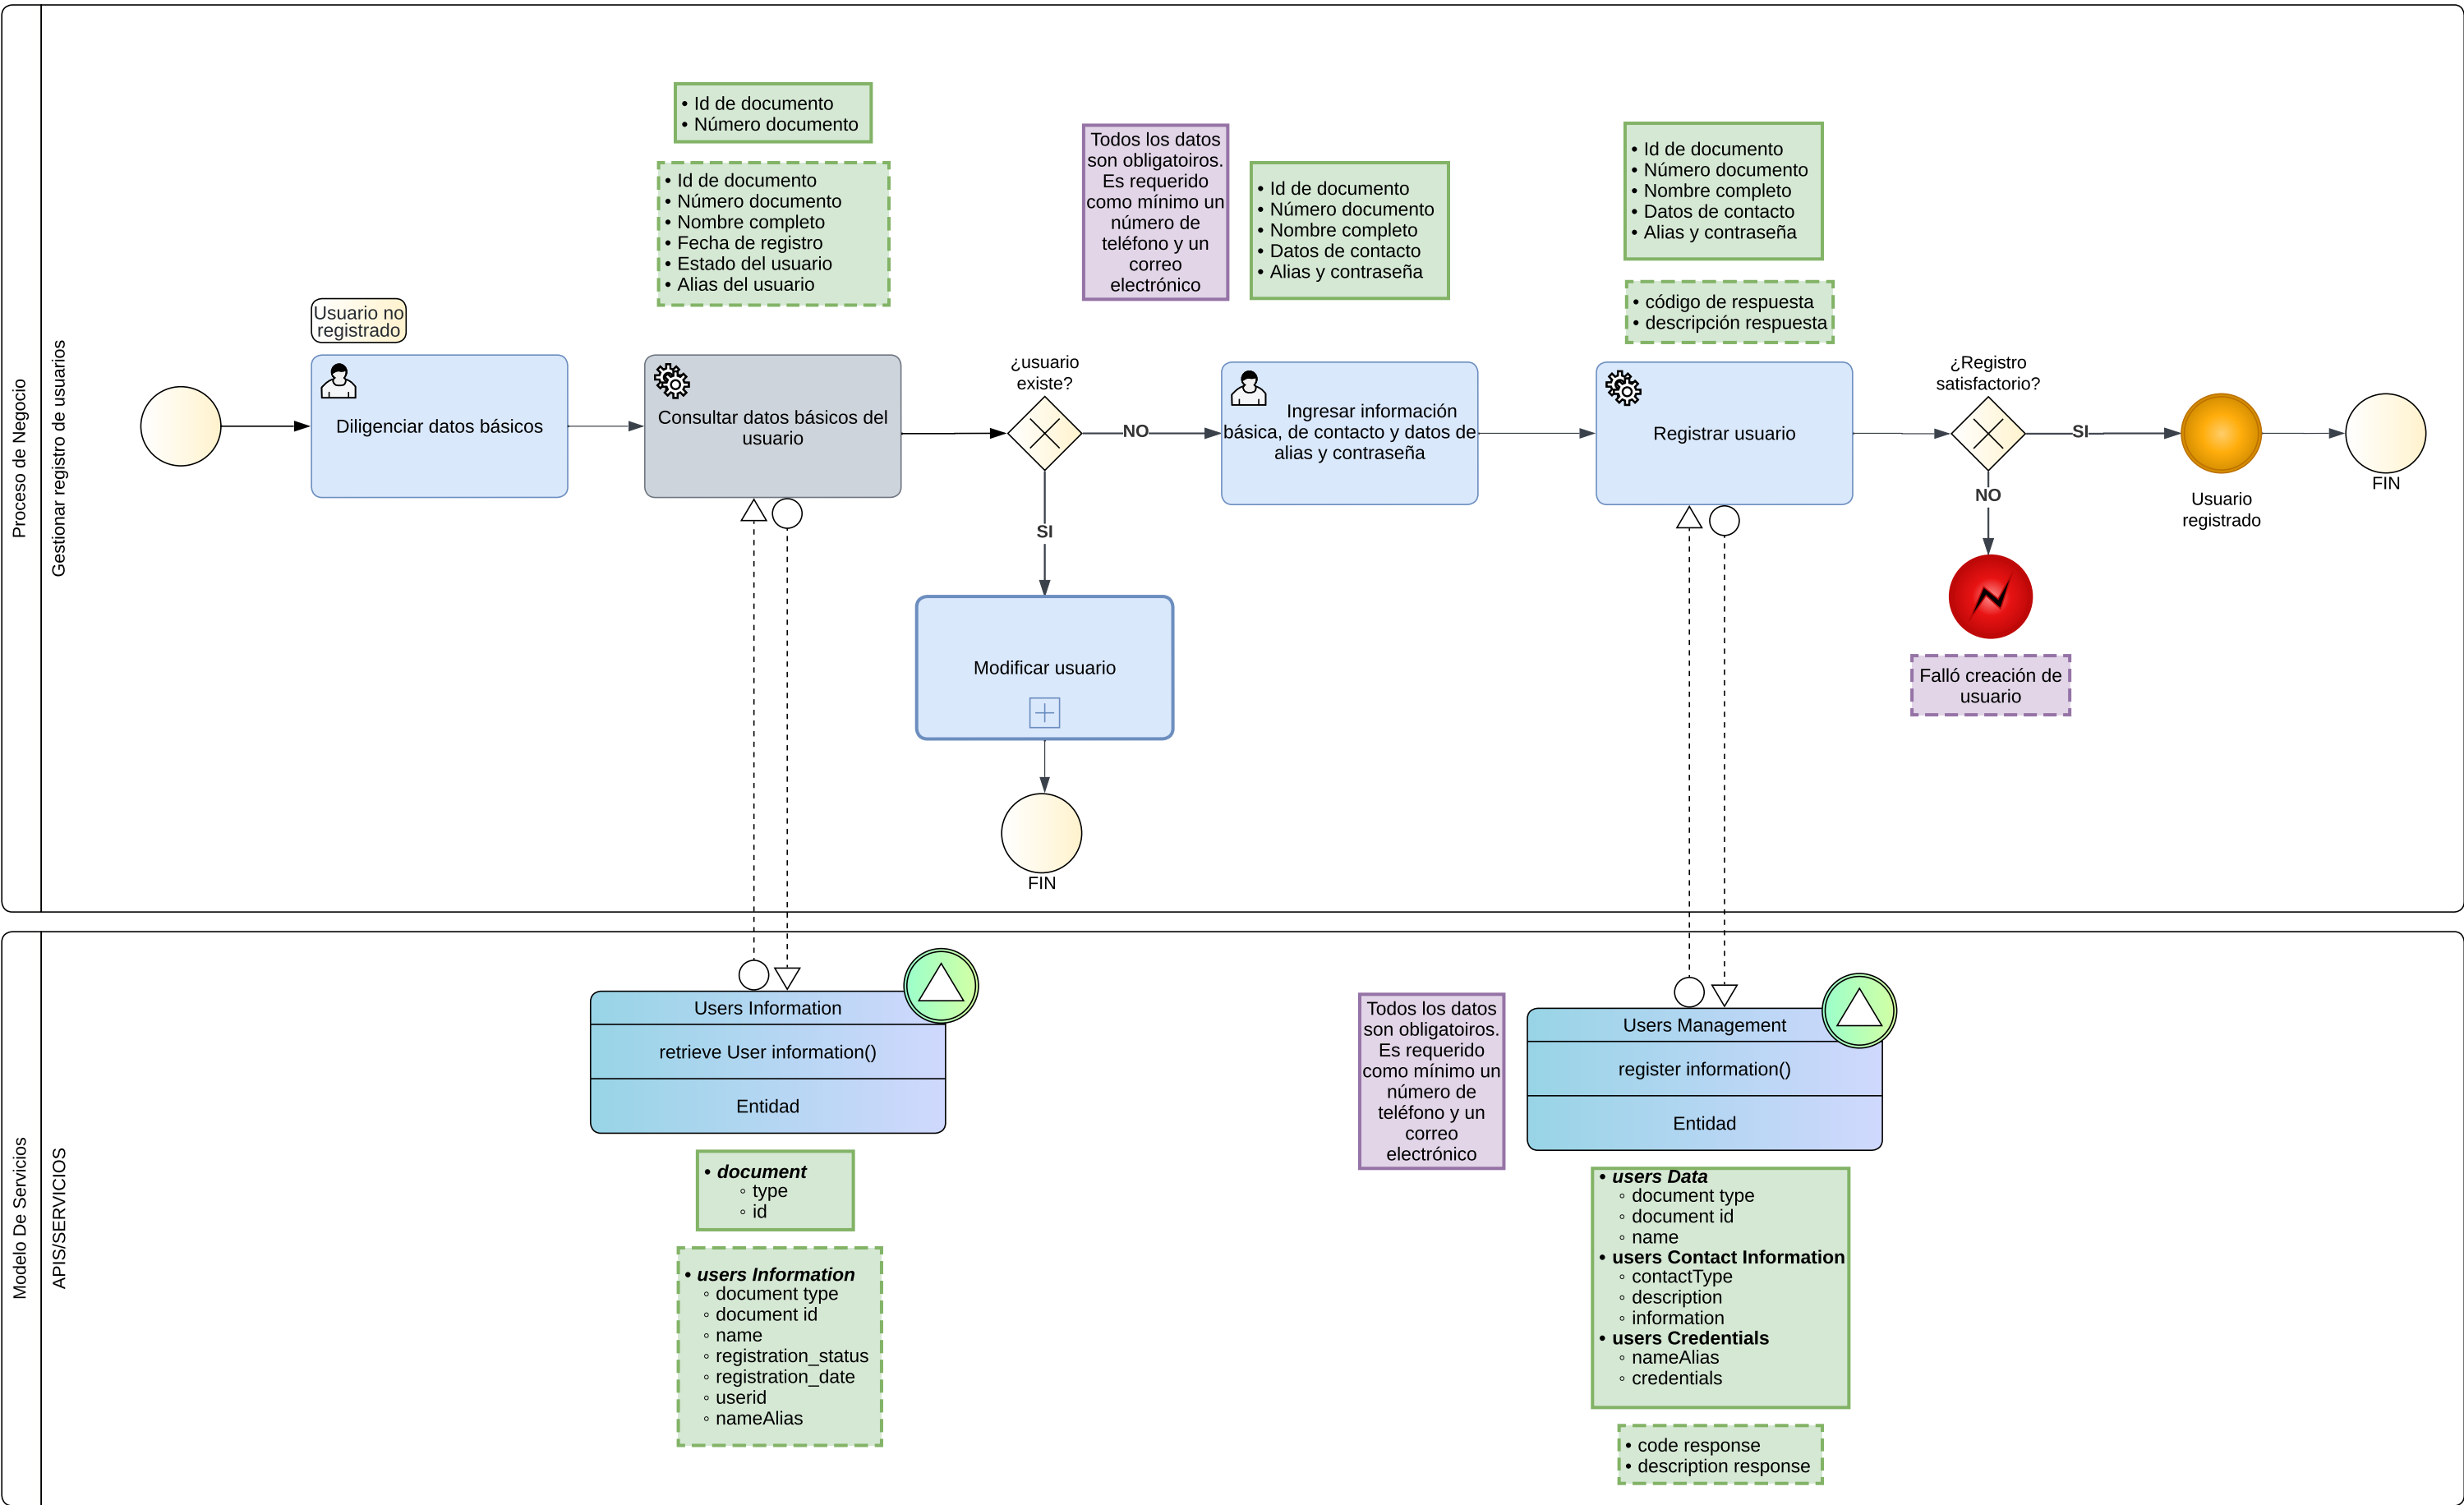 Proceso de Negocio
Gestionar registro de usuarios
• Id de documento
• Número documento
• Id de documento
• Número documento
• Nombre completo
• Fecha de registro
• Estado del usuario
• Alias del usuario
Todos los datos
son obligatoiros.
Es requerido
como mínimo un
número de
teléfono y un
correo
electrónico
• Id de documento
• Número documento
• Nombre completo
• Datos de contacto
• Alias y contraseña
• Id de documento
• Número documento
• Nombre completo
• Datos de contacto
• Alias y contraseña
• código de respuesta
• descripción respuesta
Usuario no
registrado
Diligenciar datos básicos
Consultar datos básicos del
usuario
¿usuario
existe?
NO
SI
Ingresar información
básica, de contacto y datos de
alias y contraseña
Registrar usuario
¿Registro
satisfactorio?
SI
NO
Usuario
registrado
FIN
Modificar usuario
Falló creación de
usuario
FIN
Modelo De Servicios
APIS/SERVICIOS
Users Information
retrieve User information()
Entidad
• document
◦ type
◦ id
• users Information
◦ document type
◦ document id
◦ name
◦ registration_status
◦ registration_date
◦ userid
◦ nameAlias
Todos los datos
son obligatoiros.
Es requerido
como mínimo un
número de
teléfono y un
correo
electrónico
Users Management
register information()
Entidad
• users Data
◦ document type
◦ document id
◦ name
• users Contact Information
◦ contactType
◦ description
◦ information
• users Credentials
◦ nameAlias
◦ credentials
• code response
• description response